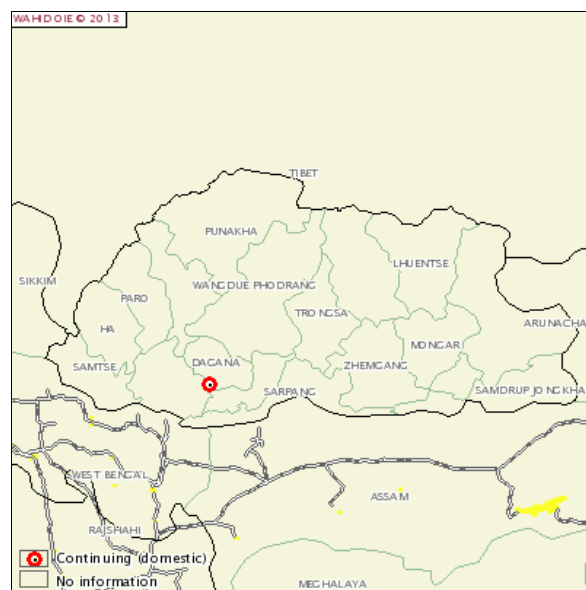 WAHID OIE © 2013
TIBET
PUNAKHA
LHUENTSE
SIKKIM
WANGDUE PHODRANG
PARO
TRONGSA
HA
ARUNACHA
MONGAR
DAGANA
SAMTSE
ZHEMGANG
SARPANG
SAMDRUP JONGKHA
WEST BENGAL
ASSAM
RAJSHAHI
Continuing (domestic)
No information
MEGHALAYA